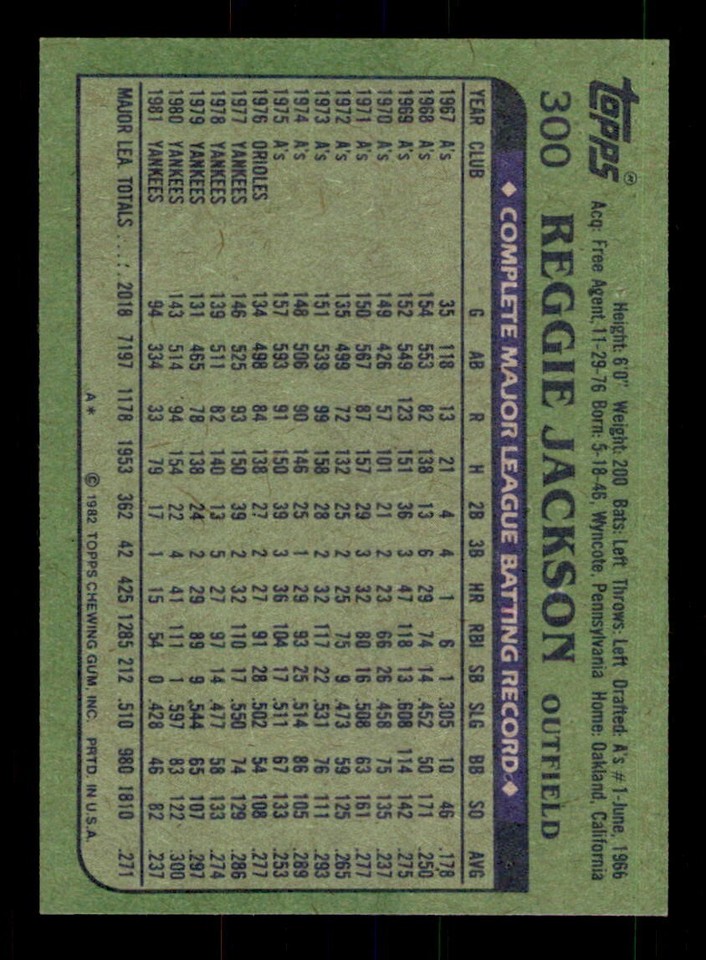 topps®
Height: 6'0" Weight: 200 Bats: Left Throws: Left Drafted: A's #1-June, 1966
Acq: Free Agent, 11-29-76 Born: 5-18-46, Wyncote, Pennsylvania Home: Oakland, California
300 REGGIE JACKSON OUTFIELD
◆ COMPLETE MAJOR LEAGUE BATTING RECORD ◆
YEAR CLUB G AB R H 2B 3B HR RBI SB SLG BB SO AVG
1967 A's 35 118 13 21 4 4 1 6 1 .305 10 46 .178
1968 A's 154 553 82 138 13 6 29 74 14 .452 50 171 .250
1969 A's 152 549 123 151 36 3 47 118 13 .608 114 142 .275
1970 A's 149 426 57 101 21 2 23 66 26 .458 75 135 .237
1971 A's 150 567 87 157 29 3 32 80 16 .508 63 161 .277
1972 A's 135 499 72 132 25 2 25 75 9 .473 59 125 .265
1973 A's 151 539 99 158 28 2 32 117 22 .531 76 111 .293
1974 A's 148 506 90 146 25 1 29 93 25 .514 86 105 .289
1975 A's 157 593 91 150 39 3 36 104 17 .511 67 133 .253
1976 ORIOLES 134 498 84 138 27 2 27 91 28 .502 54 108 .277
1977 YANKEES 146 525 93 150 39 2 32 110 17 .550 74 129 .286
1978 YANKEES 139 511 82 140 13 5 27 97 14 .477 58 133 .274
1979 YANKEES 131 465 78 138 24 2 29 89 9 .544 65 107 .297
1980 YANKEES 143 514 94 154 22 4 41 111 1 .597 83 122 .300
1981 YANKEES 94 334 33 79 17 1 15 54 0 .428 46 82 .237
MAJOR LEA. TOTALS ...: 2018 7197 1178 1953 362 42 425 1285 212 .510 980 1810 .271
A* © 1982 TOPPS CHEWING GUM, INC. PRTD. IN U.S.A.